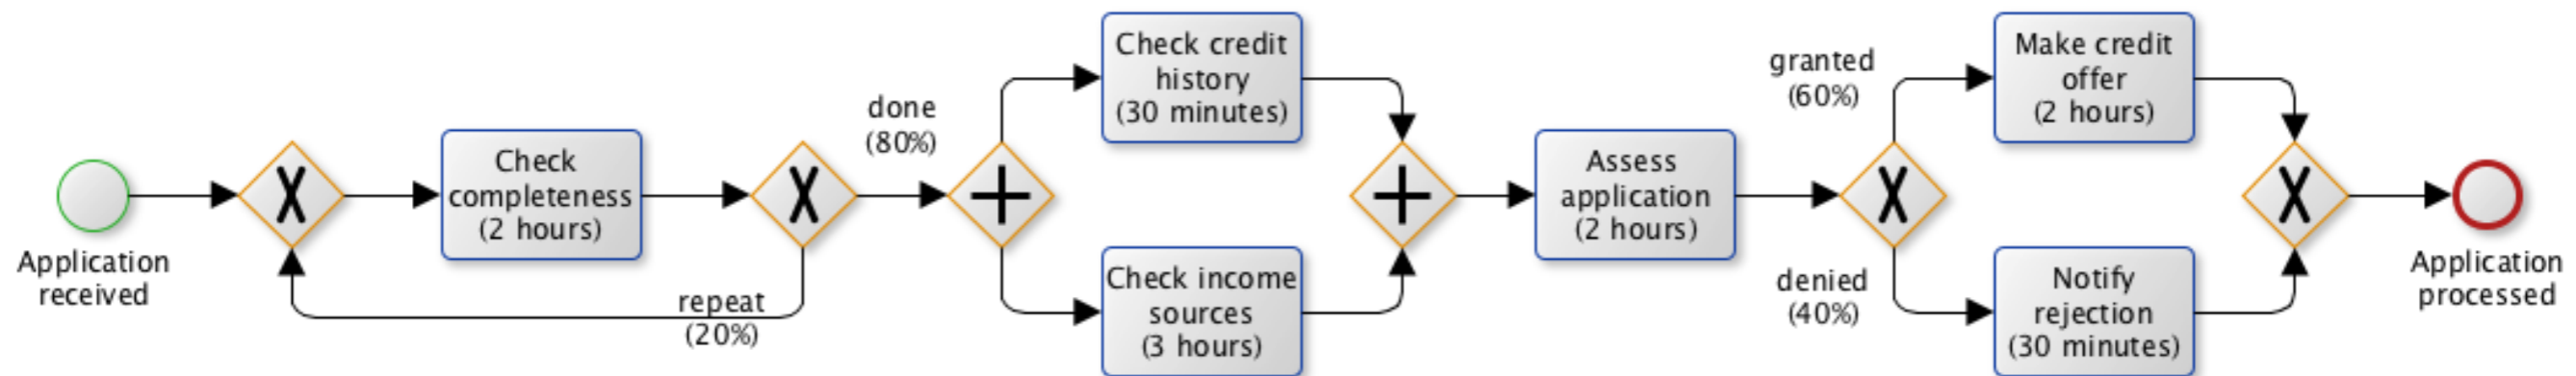 Application
received
Check
completeness
(2 hours)
repeat
(20%)
done
(80%)
Check credit
history
(30 minutes)
Check income
sources
(3 hours)
Assess
application
(2 hours)
granted
(60%)
denied
(40%)
Make credit
offer
(2 hours)
Notify
rejection
(30 minutes)
Application
processed